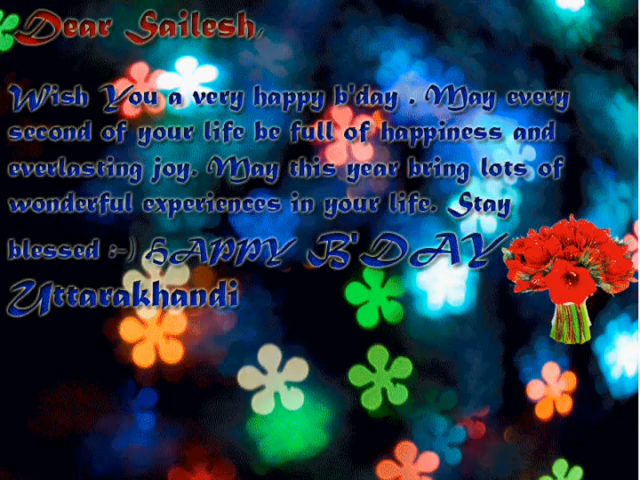 Dear Sailesh,
Wish You a very happy b'day . May every
second of your life be full of happiness and
everlasting joy. May this year bring lots of
wonderful experiences in your life. Stay
blessed :-) HAPPY B'DAY
Uttarakhandi